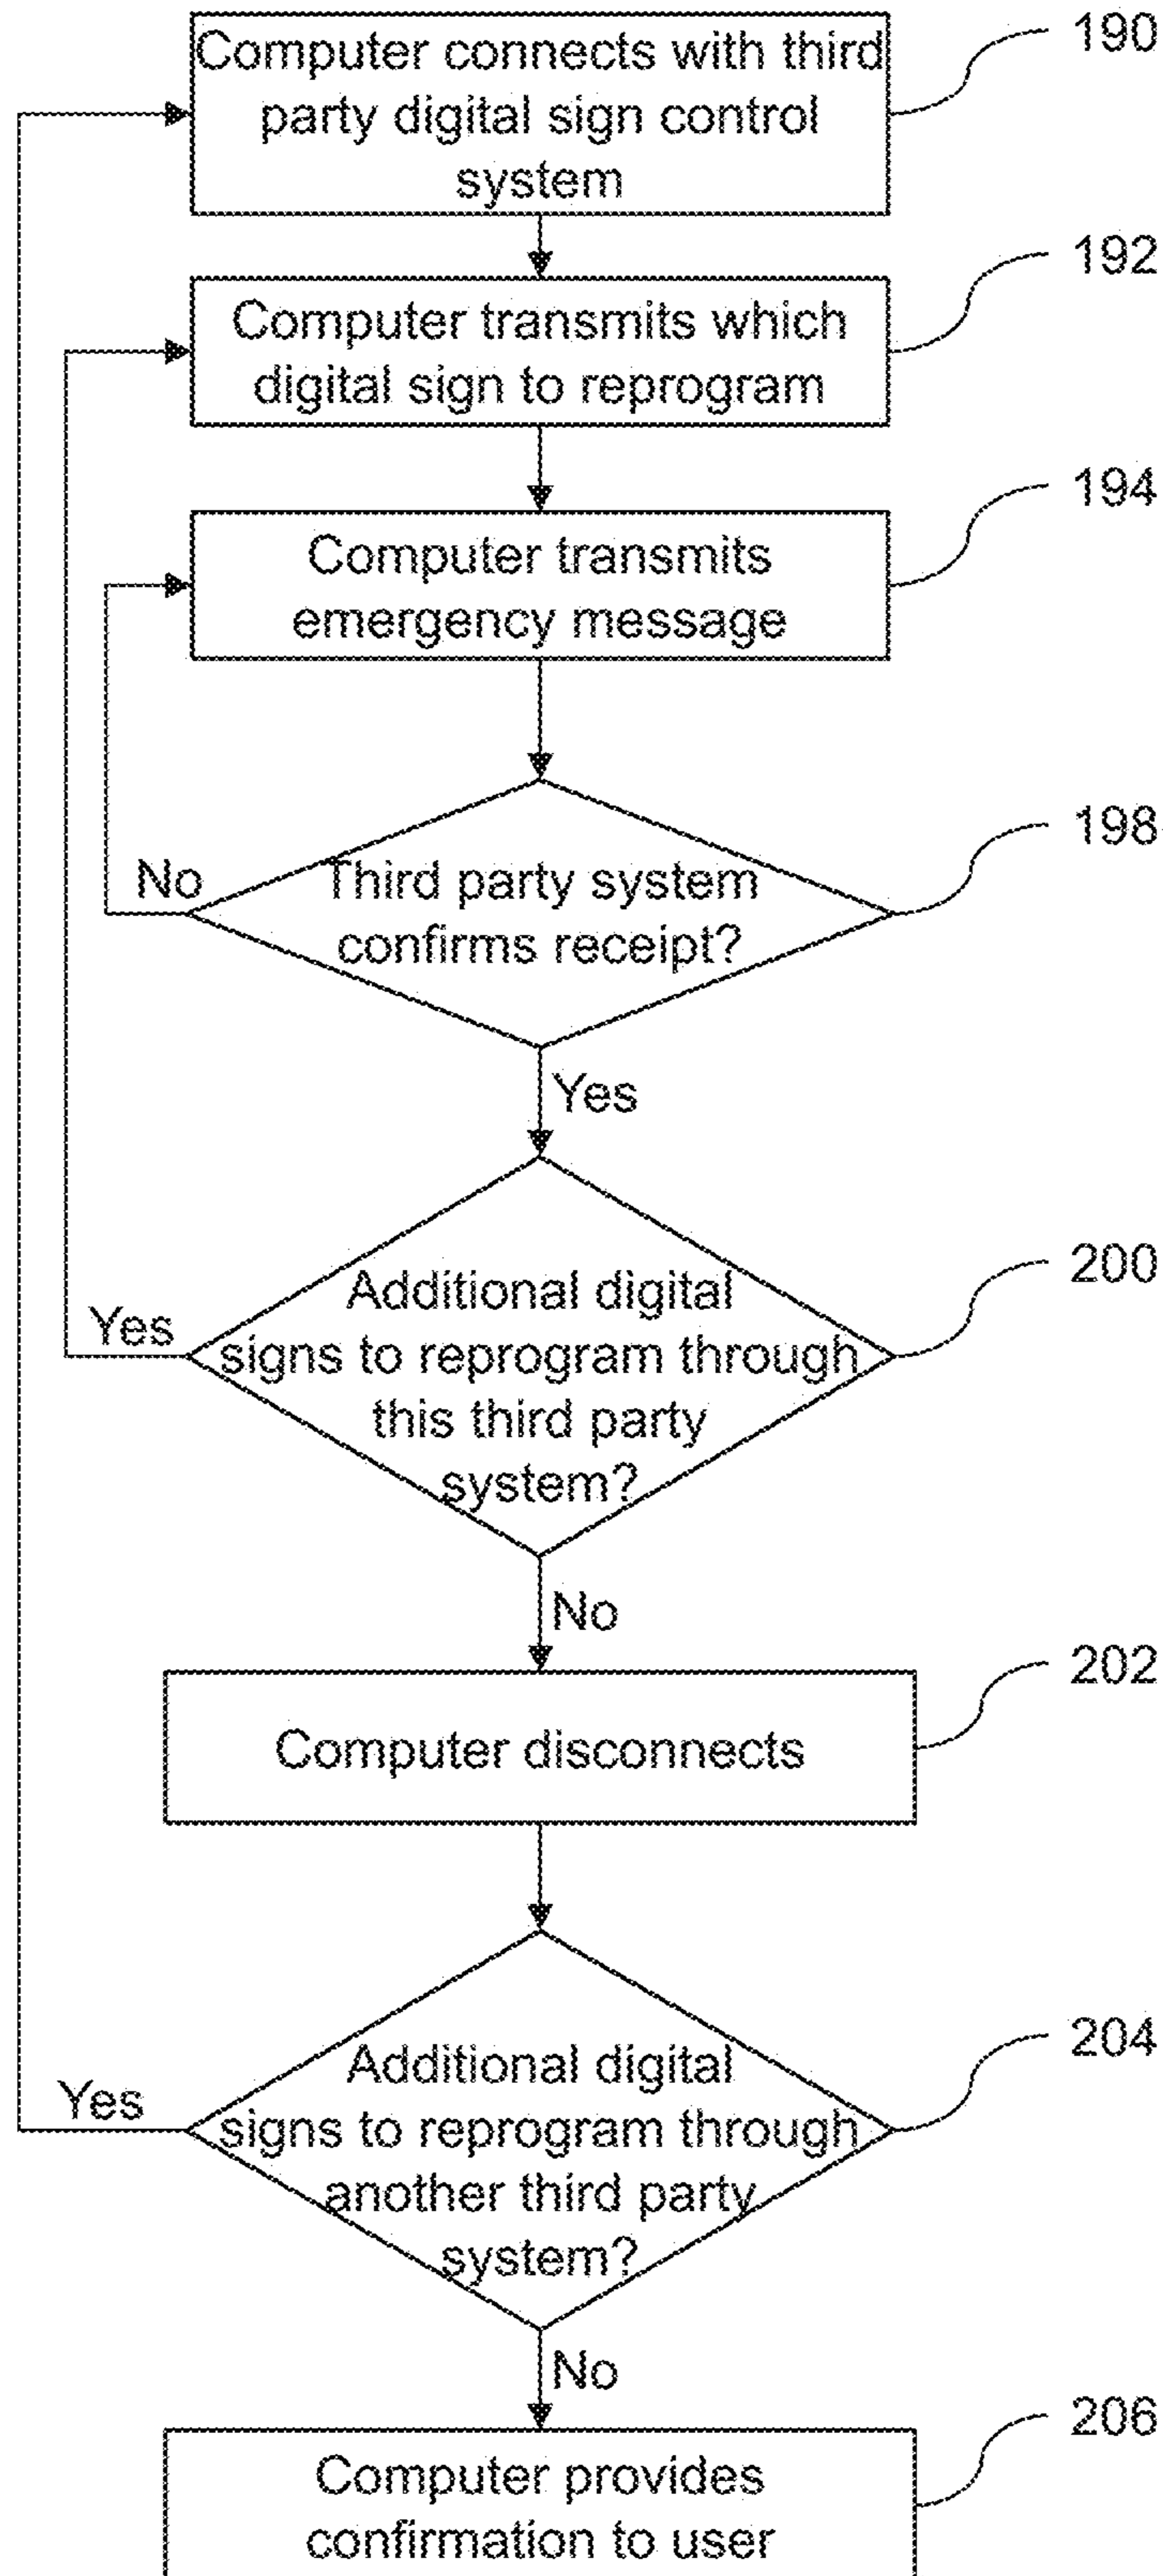 Computer connects with third
party digital sign control
system
190
Computer transmits which
digital sign to reprogram
192
Computer transmits
emergency message
194
Third party system
confirms receipt?
198
No
Yes
Additional digital
signs to reprogram through
this third party
system?
200
Yes
No
Computer disconnects
202
Additional digital
signs to reprogram through
another third party
system?
204
Yes
No
Computer provides
confirmation to user
206